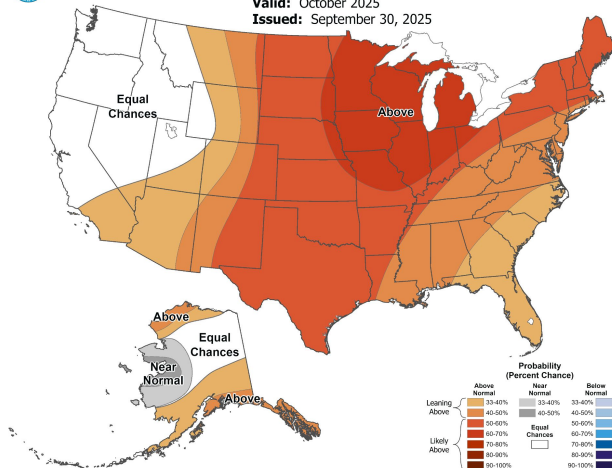 Valid: October 2025
Issued: September 30, 2025
Equal
Chances
Above
Above
Equal
Chances
Near
Normal
Above
Probability
(Percent Chance)
Above
Normal
Near
Normal
Below
Normal
Leaning
Above
33-40%
33-40%
33-40%
40-50%
40-50%
40-50%
Likely
Above
50-60%
50-60%
60-70%
Equal
Chances
60-70%
70-80%
70-80%
80-90%
80-90%
90-100%
90-100%